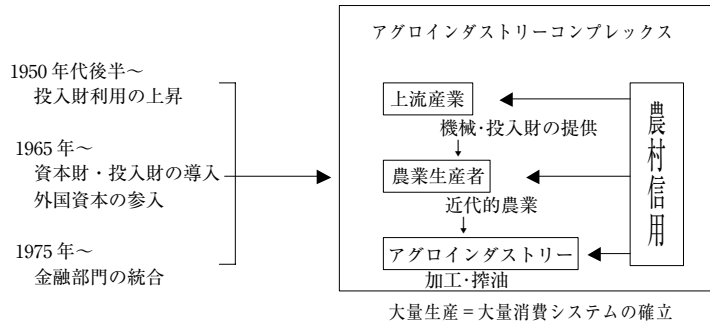 1950年代後半〜
投入財利用の上昇
1965年〜
資本財・投入財の導入
外国資本の参入
1975年〜
金融部門の統合
アグロインダストリーコンプレックス
上流産業
機械・投入財の提供
農業生産者
近代的農業
アグロインダストリー
加工・搾油
農村信用
大量生産=大量消費システムの確立